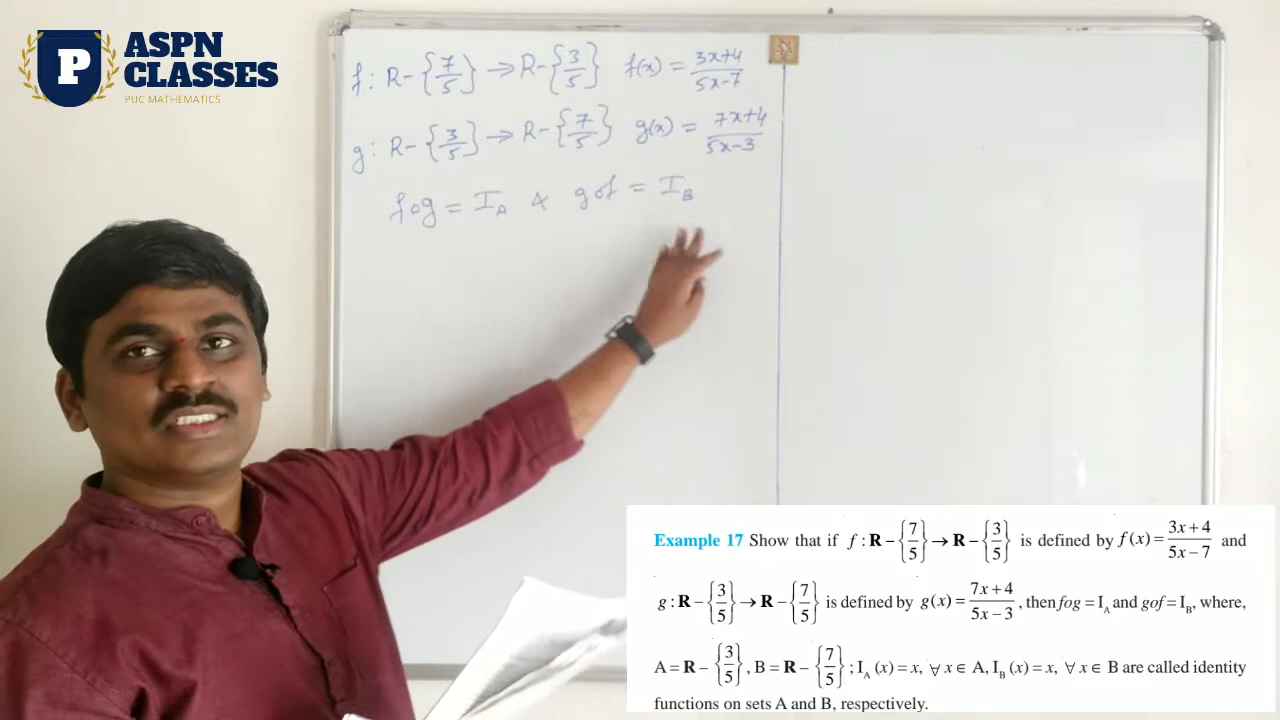 ASPN
CLASSES
PUC MATHEMATICS
P
f: R-{7/5} → R-{3/5} f(x) = 3x+4/5x-7
g: R-{3/5} → R-{7/5} g(x) = 7x+4/5x-3
fog = I_A & gof = I_B
Example 17 Show that if f : R – {7/5} → R – {3/5} is defined by f(x) = 3x+4/5x–7 and
g : R – {3/5} → R – {7/5} is defined by g(x) = 7x+4/5x–3, then fog = I_A and gof = I_B, where,
A = R – {3/5}, B = R – {7/5}; I_A (x) = x, ∀ x ∈ A, I_B (x) = x, ∀ x ∈ B are called identity
functions on sets A and B, respectively.